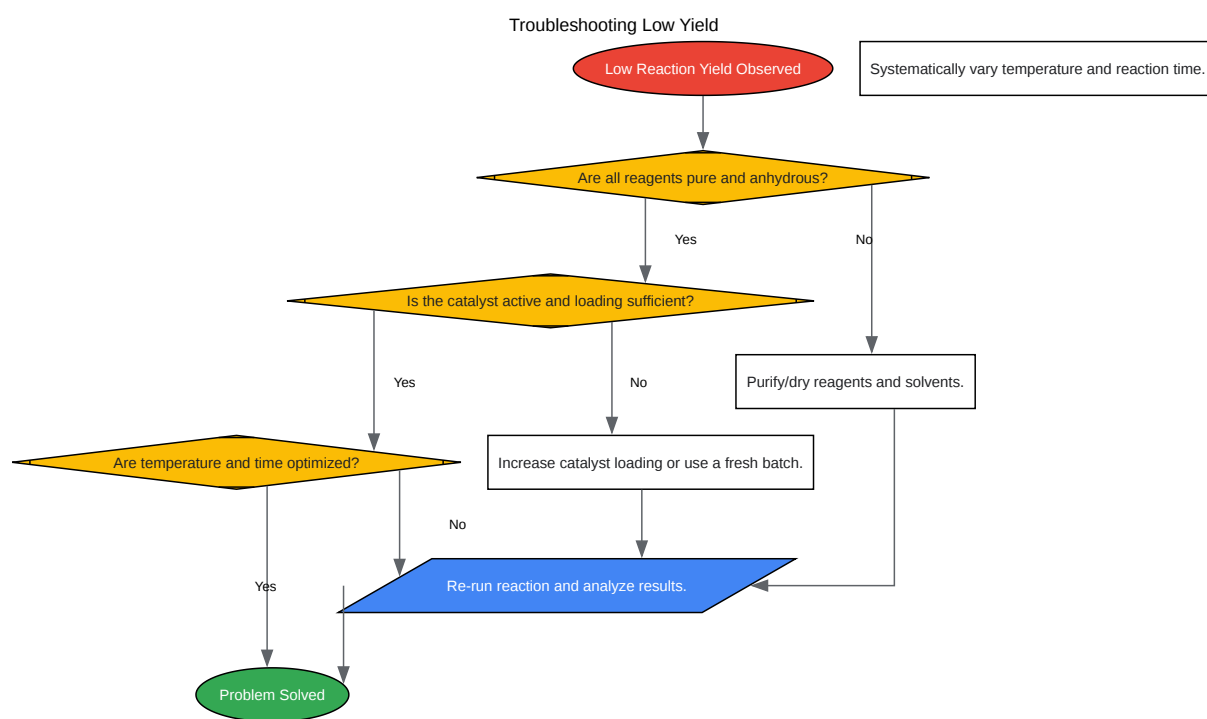 Troubleshooting Low Yield
Low Reaction Yield Observed
Systematically vary temperature and reaction time.
Are all reagents pure and anhydrous?
Yes
No
Is the catalyst active and loading sufficient?
Yes
No
Purify/dry reagents and solvents.
Are temperature and time optimized?
Increase catalyst loading or use a fresh batch.
No
Yes
Re-run reaction and analyze results.
Problem Solved